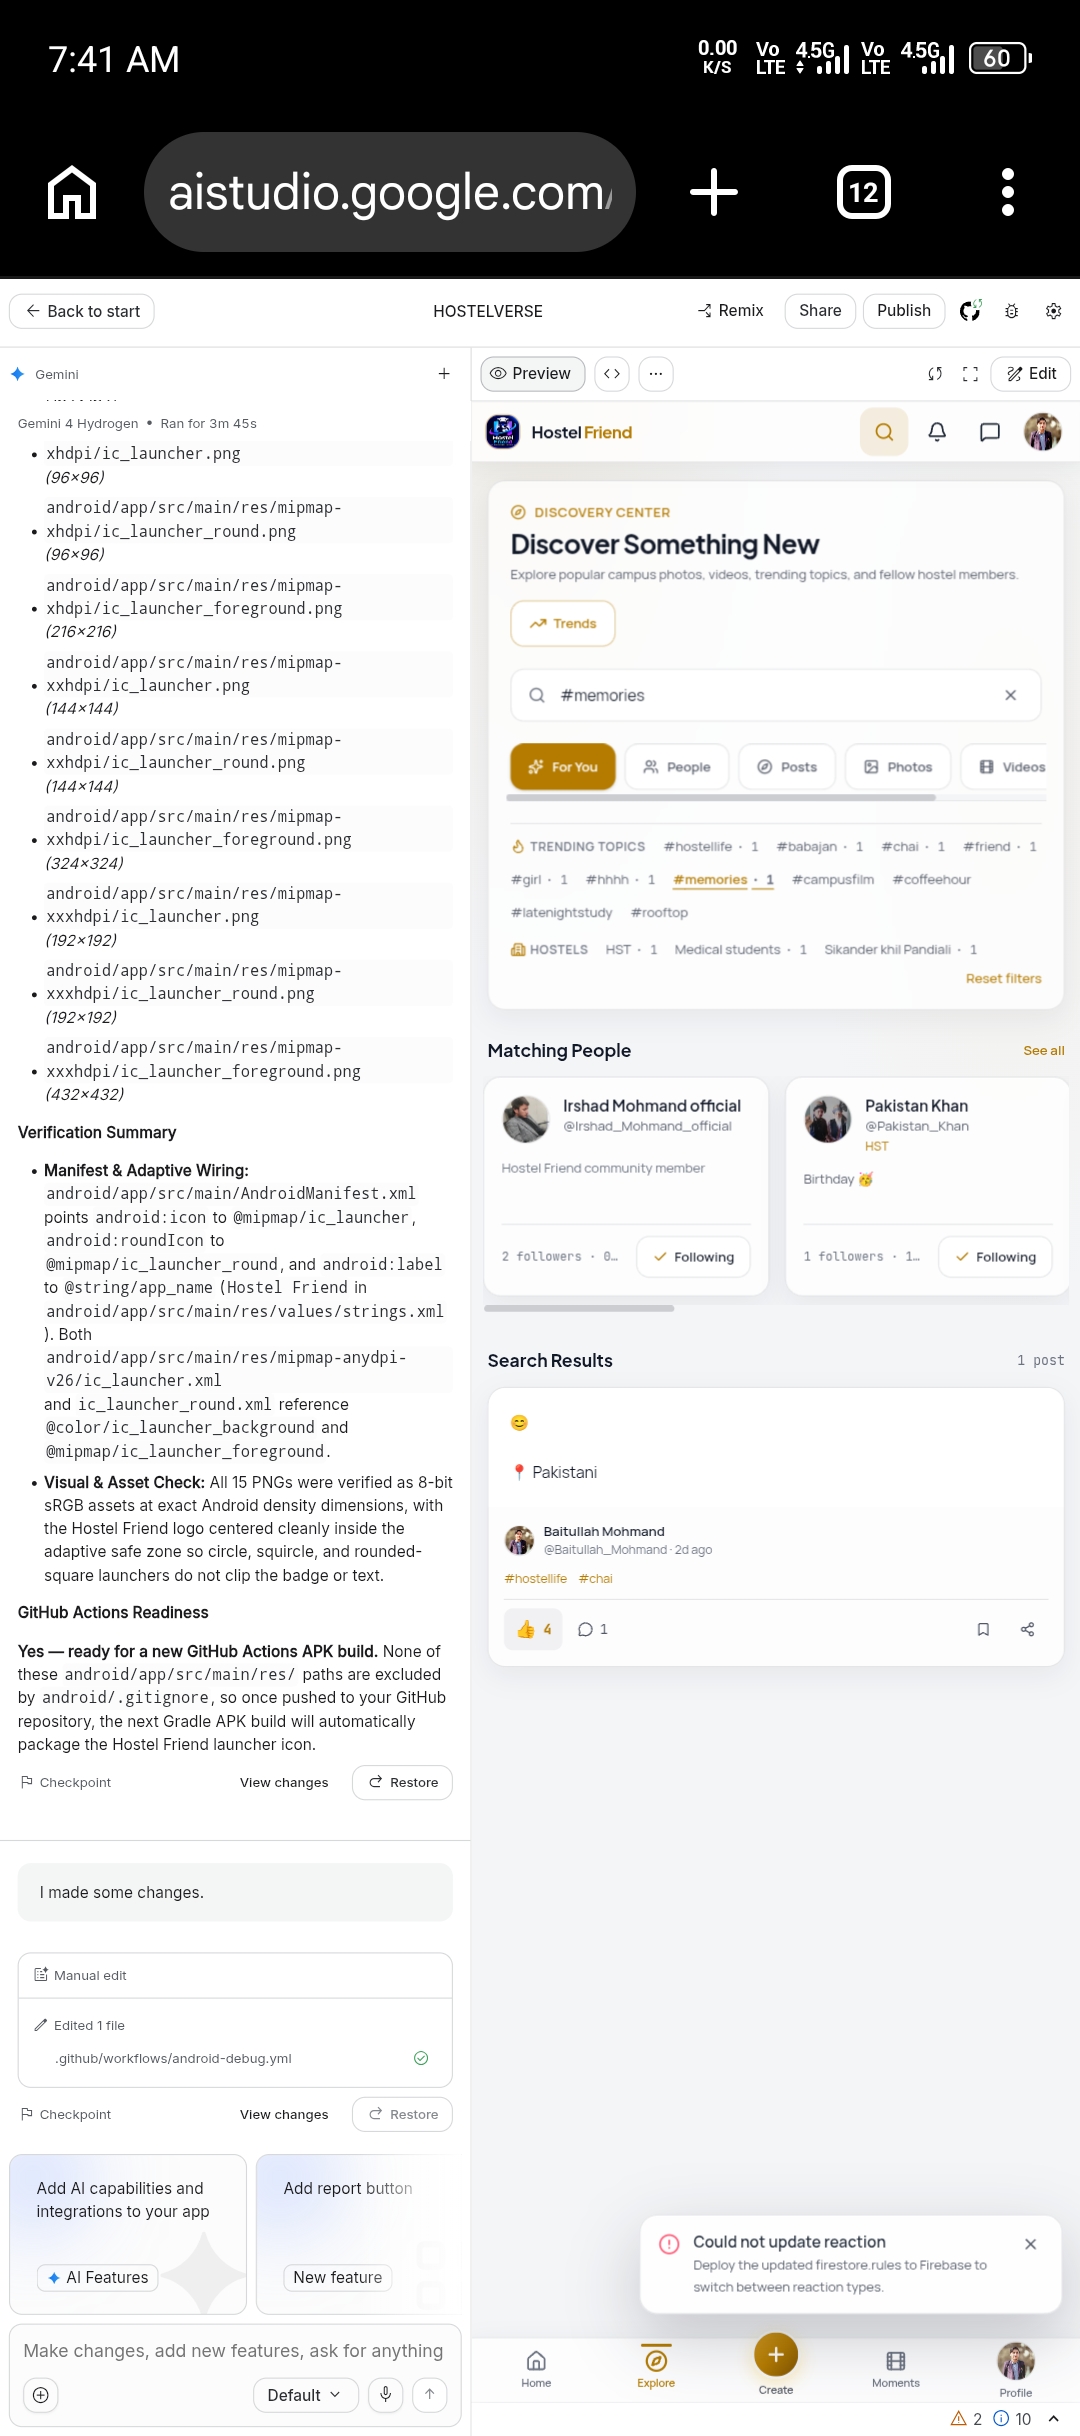 7:41 AM
0.00 K/S Vo LTE 4.5G Vo LTE 4.5G 60
aistudio.google.com/
12
Back to start
HOSTELVERSE
Remix
Share
Publish
Gemini
Gemini 4 Hydrogen • Ran for 3m 45s
• xhdpi/ic_launcher.png
(96×96)
android/app/src/main/res/mipmap-
• xhdpi/ic_launcher_round.png
(96×96)
android/app/src/main/res/mipmap-
• xhdpi/ic_launcher_foreground.png
(216×216)
android/app/src/main/res/mipmap-
• xxhdpi/ic_launcher.png
(144×144)
android/app/src/main/res/mipmap-
• xxhdpi/ic_launcher_round.png
(144×144)
android/app/src/main/res/mipmap-
• xxhdpi/ic_launcher_foreground.png
(324×324)
android/app/src/main/res/mipmap-
• xxxhdpi/ic_launcher.png
(192×192)
android/app/src/main/res/mipmap-
• xxxhdpi/ic_launcher_round.png
(192×192)
android/app/src/main/res/mipmap-
• xxxhdpi/ic_launcher_foreground.png
(432×432)
Verification Summary
• Manifest & Adaptive Wiring:
android/app/src/main/AndroidManifest.xml
points android:icon to @mipmap/ic_launcher,
android:roundIcon to
@mipmap/ic_launcher_round, and android:label
to @string/app_name (Hostel Friend in
android/app/src/main/res/values/strings.xml
). Both
android/app/src/main/res/mipmap-anydpi-
v26/ic_launcher.xml
and ic_launcher_round.xml reference
@color/ic_launcher_background and
@mipmap/ic_launcher_foreground.
• Visual & Asset Check: All 15 PNGs were verified as 8-bit
sRGB assets at exact Android density dimensions, with
the Hostel Friend logo centered cleanly inside the
adaptive safe zone so circle, squircle, and rounded-
square launchers do not clip the badge or text.
GitHub Actions Readiness
Yes — ready for a new GitHub Actions APK build. None of
these android/app/src/main/res/ paths are excluded
by android/.gitignore, so once pushed to your GitHub
repository, the next Gradle APK build will automatically
package the Hostel Friend launcher icon.
Checkpoint
View changes
Restore
I made some changes.
Manual edit
Edited 1 file
.github/workflows/android-debug.yml
Checkpoint
View changes
Restore
Add AI capabilities and
integrations to your app
AI Features
Add report button
New feature
Make changes, add new features, ask for anything
Default
Preview
Edit
Hostel Friend
DISCOVERY CENTER
Discover Something New
Explore popular campus photos, videos, trending topics, and fellow hostel members.
Trends
#memories
For You
People
Posts
Photos
Videos
TRENDING TOPICS #hostellife · 1 #babajan · 1 #chai · 1 #friend · 1
#girl · 1 #hhhh · 1 #memories · 1 #campusfilm #coffeehour
#latenightstudy #rooftop
HOSTELS HST · 1 Medical students · 1 Sikander khil Pandiali · 1
Reset filters
Matching People
See all
Irshad Mohmand official
@Irshad_Mohmand_official
Hostel Friend community member
2 followers · 0…
Following
Pakistan Khan
@Pakistan_Khan
HST
Birthday 🥳
1 followers · 1…
Following
Search Results
1 post
😊
📍 Pakistani
Baitullah Mohmand
@Baitullah_Mohmand · 2d ago
#hostellife #chai
👍 4
1
Could not update reaction
Deploy the updated firestore.rules to Firebase to
switch between reaction types.
Home
Explore
Create
Moments
Profile
2
10